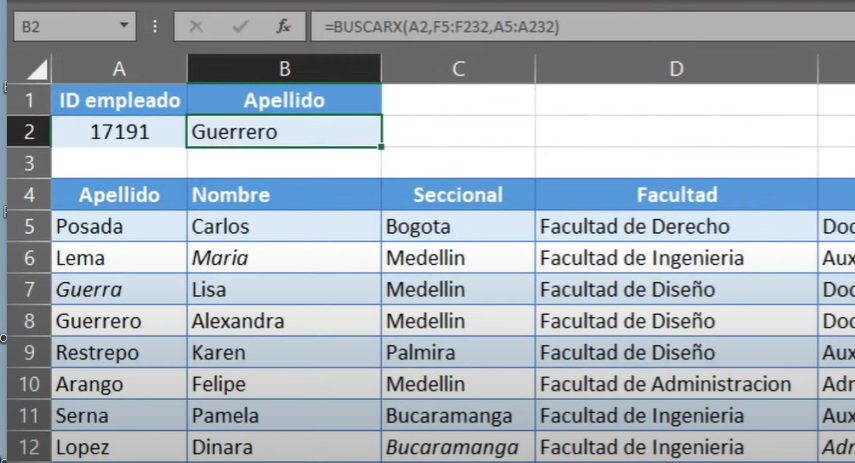 B2 fx =BUSCARX(A2,F5:F232,A5:A232)
A B C D
1 ID empleado Apellido
2 17191 Guerrero
3
4 Apellido Nombre Seccional Facultad
5 Posada Carlos Bogota Facultad de Derecho Doc
6 Lema Maria Medellin Facultad de Ingenieria Aux
7 Guerra Lisa Medellin Facultad de Diseño Doc
8 Guerrero Alexandra Medellin Facultad de Diseño Doc
9 Restrepo Karen Palmira Facultad de Diseño Aux
10 Arango Felipe Medellin Facultad de Administracion Adr
11 Serna Pamela Bucaramanga Facultad de Ingenieria Aux
12 Lopez Dinara Bucaramanga Facultad de Ingenieria Adr